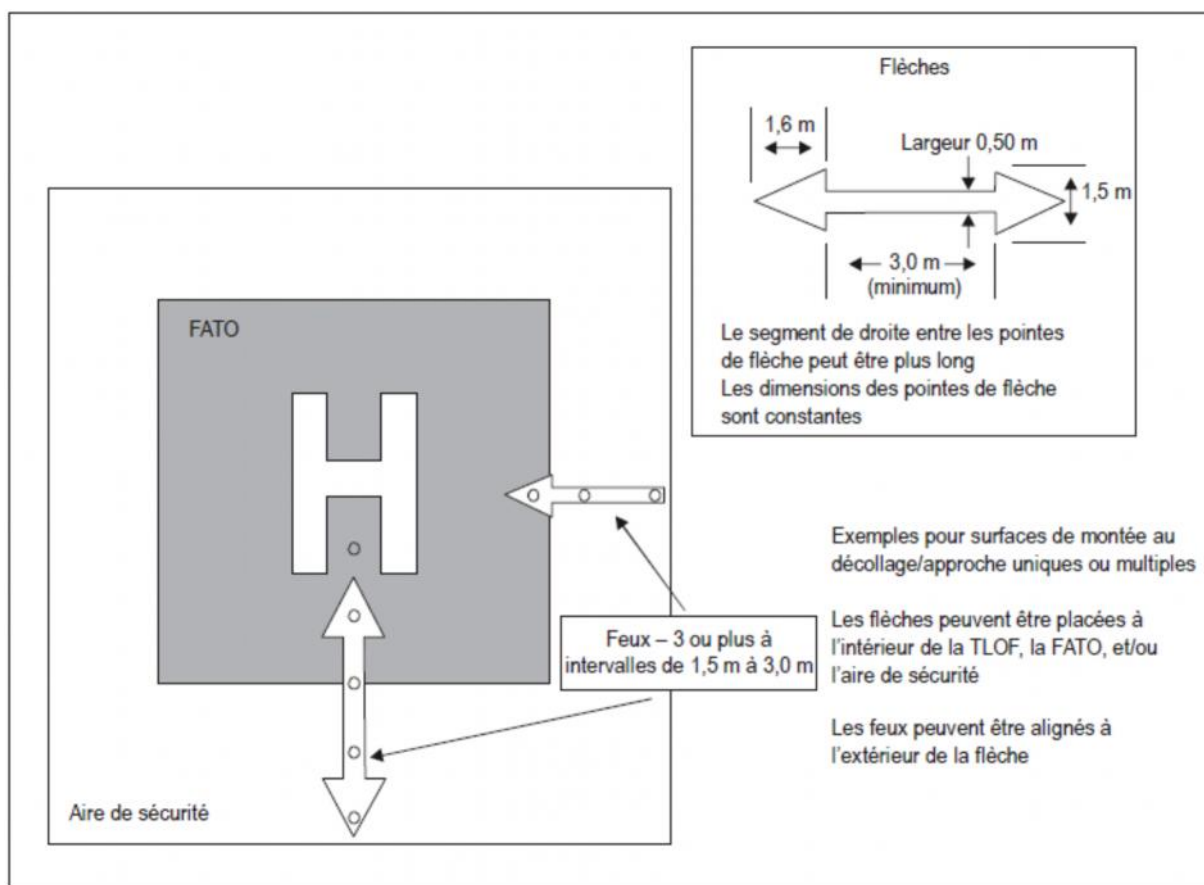 Flèches
1,6 m
Largeur 0,50 m
1,5 m
3,0 m
(minimum)
Le segment de droite entre les pointes
de flèche peut être plus long
Les dimensions des pointes de flèche
sont constantes
FATO
H
Feux – 3 ou plus à
intervalles de 1,5 m à 3,0 m
Exemples pour surfaces de montée au
décollage/approche uniques ou multiples
Les flèches peuvent être placées à
l'intérieur de la TLOF, la FATO, et/ou
l'aire de sécurité
Les feux peuvent être alignés à
l'extérieur de la flèche
Aire de sécurité